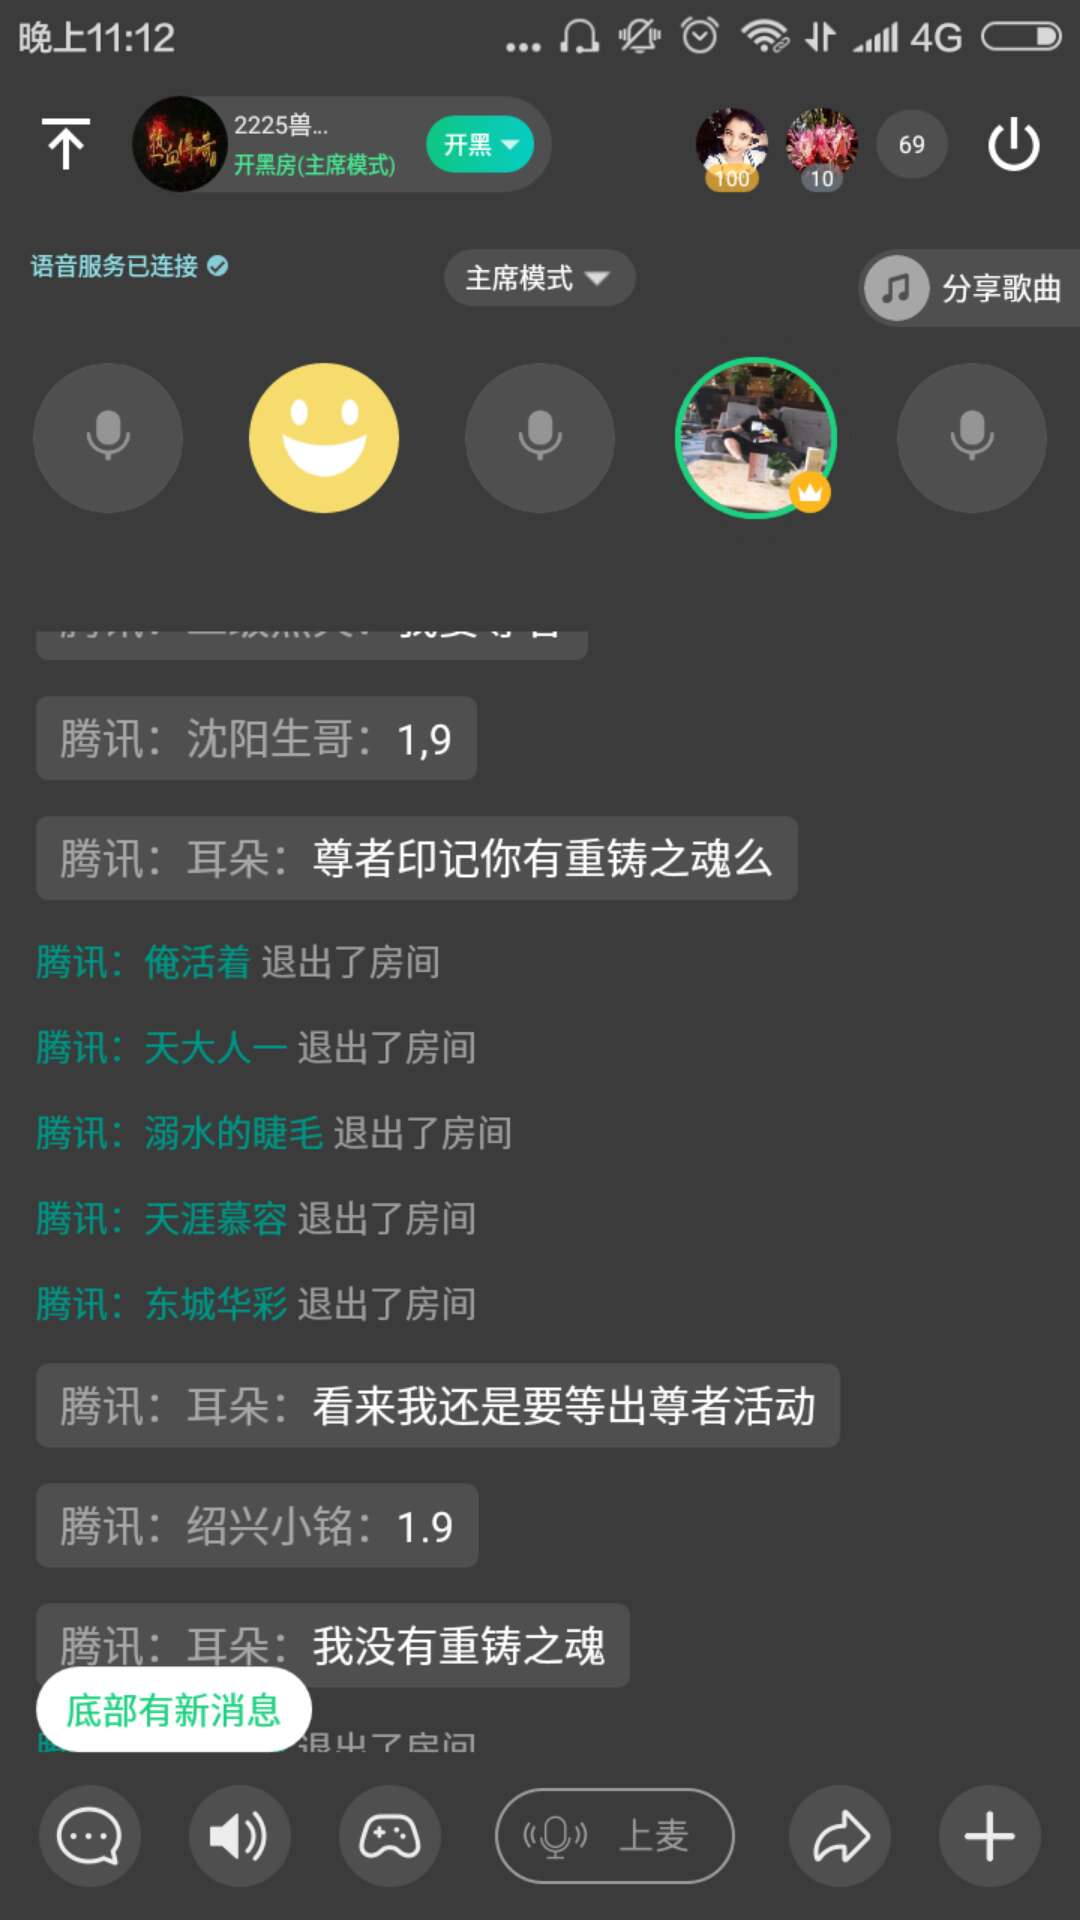 晚上11:12
4G
热血传奇
2225兽...
开黑房(主席模式)
开黑
100
10
69
语音服务已连接
主席模式
分享歌曲
我要尊者
腾讯：沈阳生哥：1,9
腾讯：耳朵：尊者印记你有重铸之魂么
腾讯：俺活着 退出了房间
腾讯：天大人一 退出了房间
腾讯：溺水的睫毛 退出了房间
腾讯：天涯慕容 退出了房间
腾讯：东城华彩 退出了房间
腾讯：耳朵：看来我还是要等出尊者活动
腾讯：绍兴小铭：1.9
腾讯：耳朵：我没有重铸之魂
底部有新消息
退出了房间
上麦